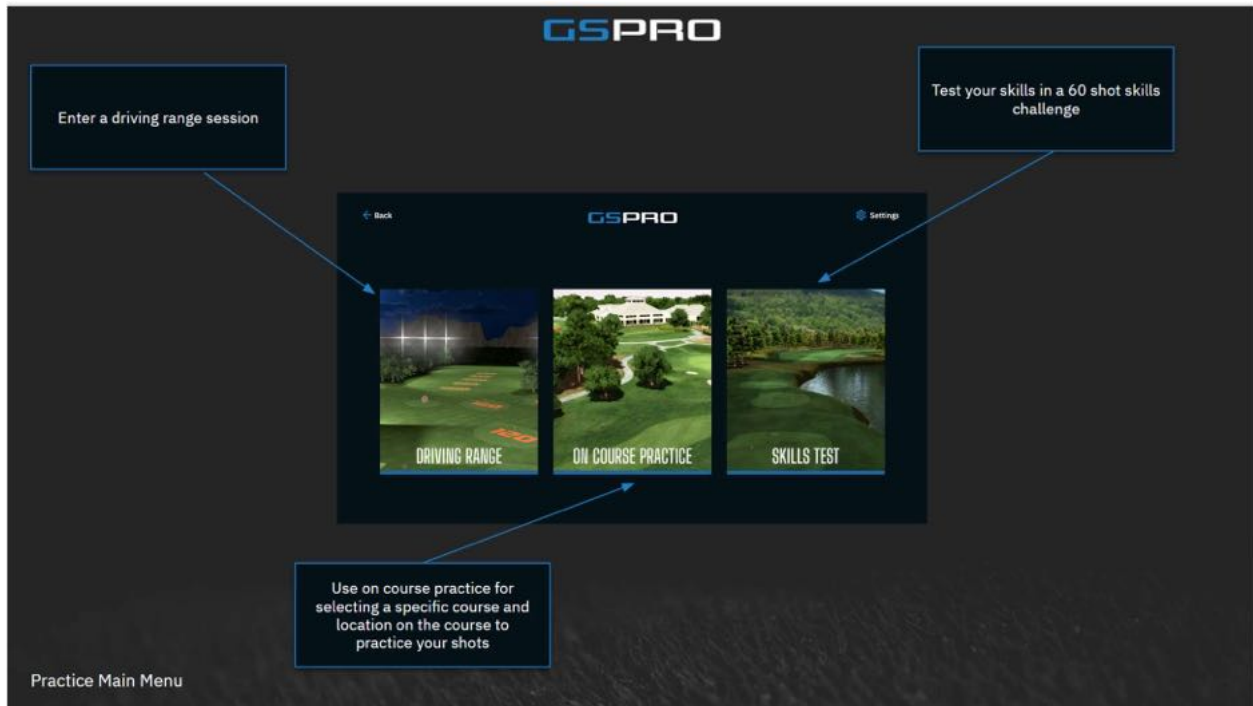 GSPRO
Enter a driving range session
Test your skills in a 60 shot skills
challenge
Back
GSPRO
Settings
120
DRIVING RANGE
ON COURSE PRACTICE
SKILLS TEST
Use on course practice for
selecting a specific course and
location on the course to
practice your shots
Practice Main Menu